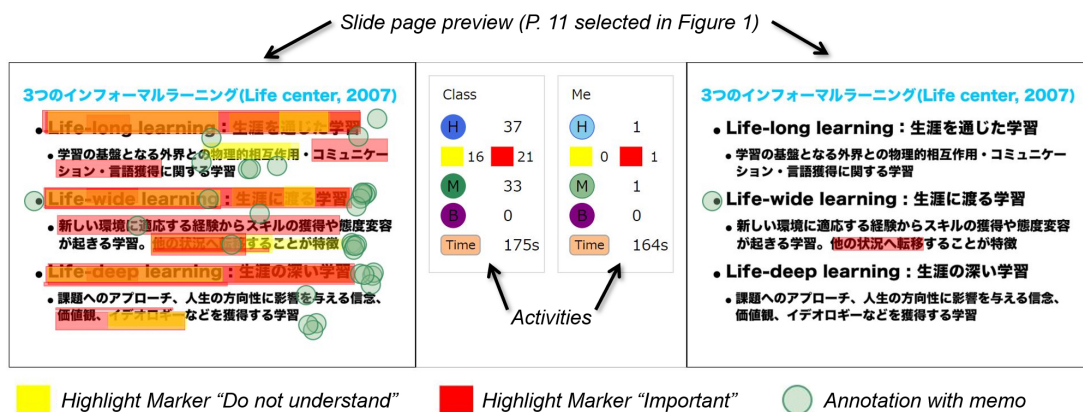 Slide page preview (P. 11 selected in Figure 1)
3つのインフォーマルラーニング(Life center, 2007)
• Life-long learning：生涯を通じた学習
• 学習の基盤となる外界との物理的相互作用・コミュニケー
ション・言語獲得に関する学習
• Life-wide learning：生涯に渡る学習
• 新しい環境に適応する経験からスキルの獲得や態度変容
が起きる学習。他の状況へ転移することが特徴
• Life-deep learning：生涯の深い学習
• 課題へのアプローチ、人生の方向性に影響を与える信念、
価値観、イデオロギーなどを獲得する学習
Class
H 37
16 21
M 33
B 0
Time 175s
Me
H 1
0 1
M 1
B 0
Time 164s
Activities
3つのインフォーマルラーニング(Life center, 2007)
• Life-long learning：生涯を通じた学習
• 学習の基盤となる外界との物理的相互作用・コミュニケー
ション・言語獲得に関する学習
• Life-wide learning：生涯に渡る学習
• 新しい環境に適応する経験からスキルの獲得や態度変容
が起きる学習。他の状況へ転移することが特徴
• Life-deep learning：生涯の深い学習
• 課題へのアプローチ、人生の方向性に影響を与える信念、
価値観、イデオロギーなどを獲得する学習
Highlight Marker “Do not understand”
Highlight Marker “Important”
Annotation with memo